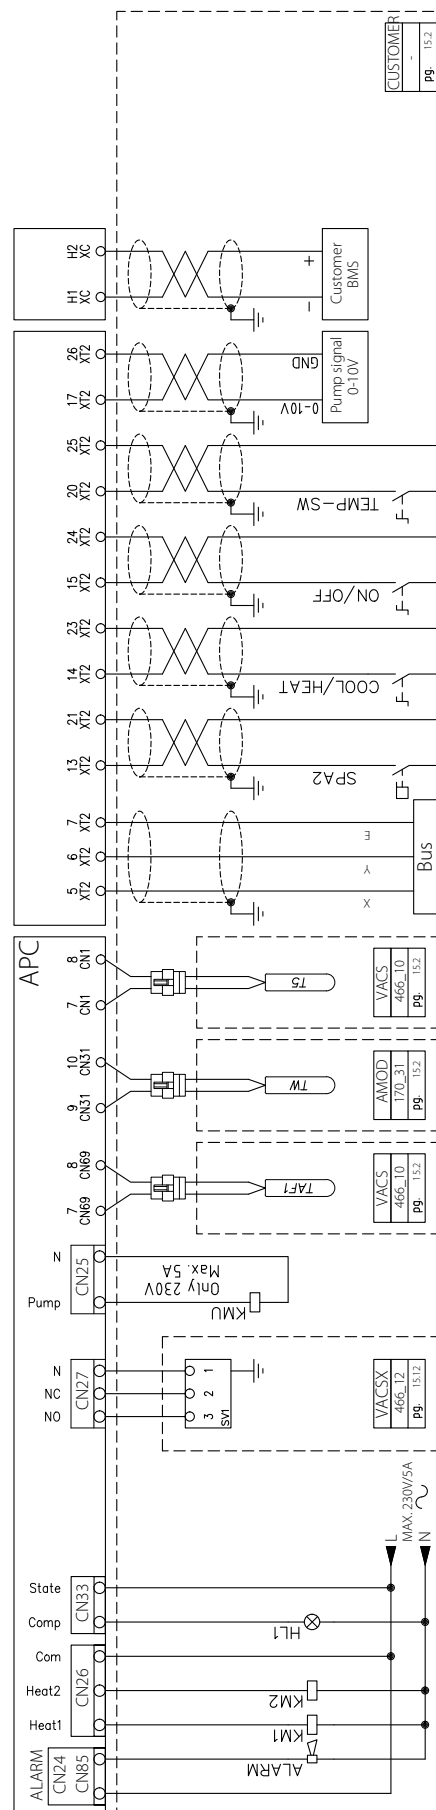 CUSTOMER
-
pg. 15.2
H2
XC
H1
XC
+
-
Customer
BMS
26
XT2
17
XT2
GND
0-10V
Pump signal
0-10V
25
XT2
20
XT2
TEMP-SW
24
XT2
15
XT2
ON/OFF
23
XT2
14
XT2
COOL/HEAT
21
XT2
13
XT2
SPA2
7
XT2
6
XT2
5
XT2
E
Y
X
Bus
APC
8
CN1
7
CN1
T5
VACS
466_10
pg. 15.2
10
CN31
9
CN31
TW
AMOD
170_31
pg. 15.2
8
CN69
7
CN69
TAF1
VACS
466_10
pg. 15.2
N
Pump
CN25
Only 230V
Max. 5A
KMU
N
NC
NO
CN27
1
2
3
SV1
VACSX
466_12
pg. 15.12
MAX. 230V/5A
L
N
State
Comp
CN33
HL1
Com
Heat2
Heat1
CN26
KM2
KM1
ALARM
CN24
CN85
ALARM